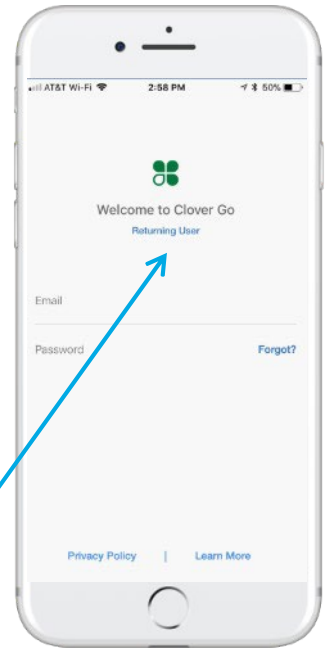 AT&T Wi-Fi 2:58 PM 50%
Welcome to Clover Go
Returning User
Email
Password Forgot?
Privacy Policy | Learn More